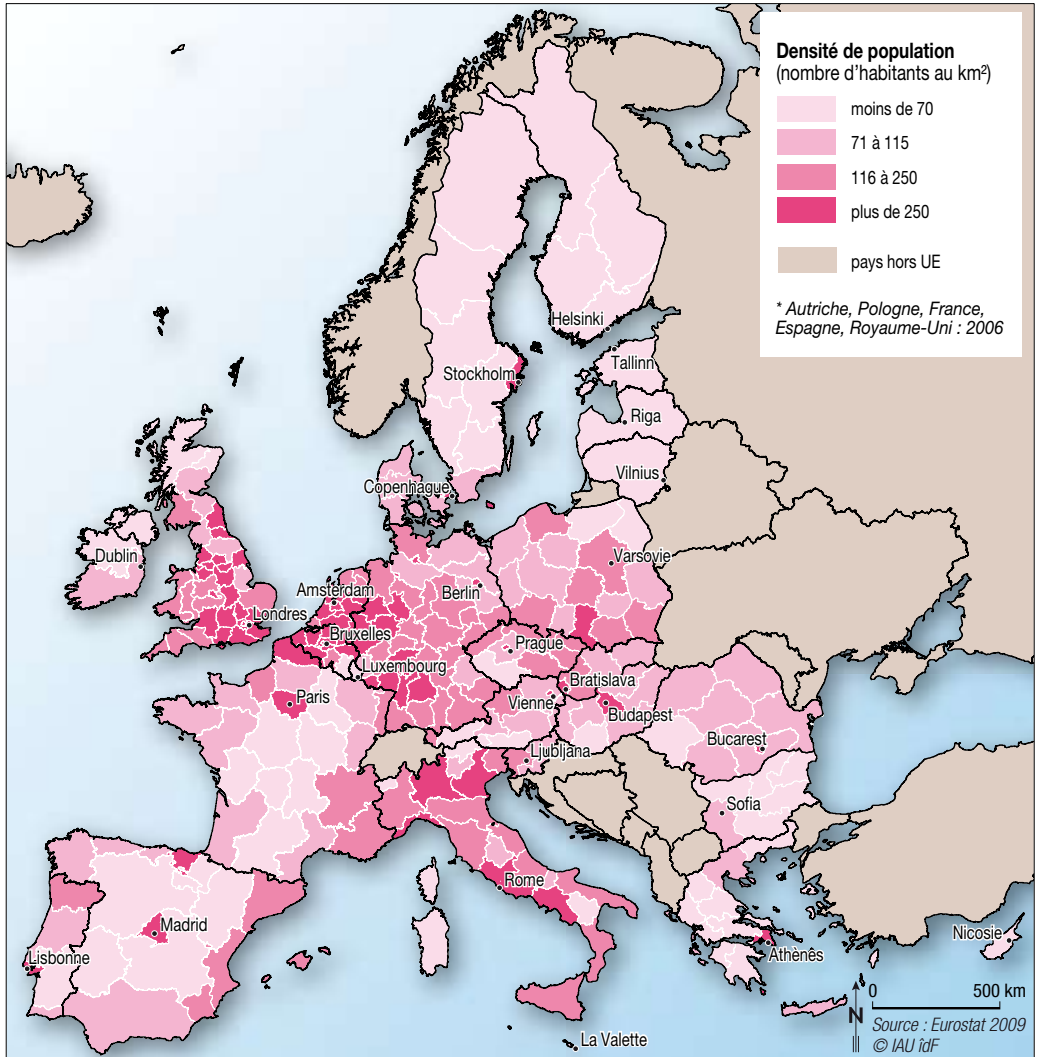 Densité de population
(nombre d'habitants au km²)
moins de 70
71 à 115
116 à 250
plus de 250
pays hors UE
* Autriche, Pologne, France,
Espagne, Royaume-Uni : 2006
Helsinki
Tallinn
Stockholm
Riga
Vilnius
Copenhague
Dublin
Varsovie
Amsterdam
Berlin
Londres
Bruxelles
Prague
Luxembourg
Bratislava
Paris
Vienne
Budapest
Ljubljana
Bucarest
Sofia
Rome
Madrid
Nicosie
Lisbonne
Athènês
0 500 km
N
Source : Eurostat 2009
© IAU îdF
La Valette